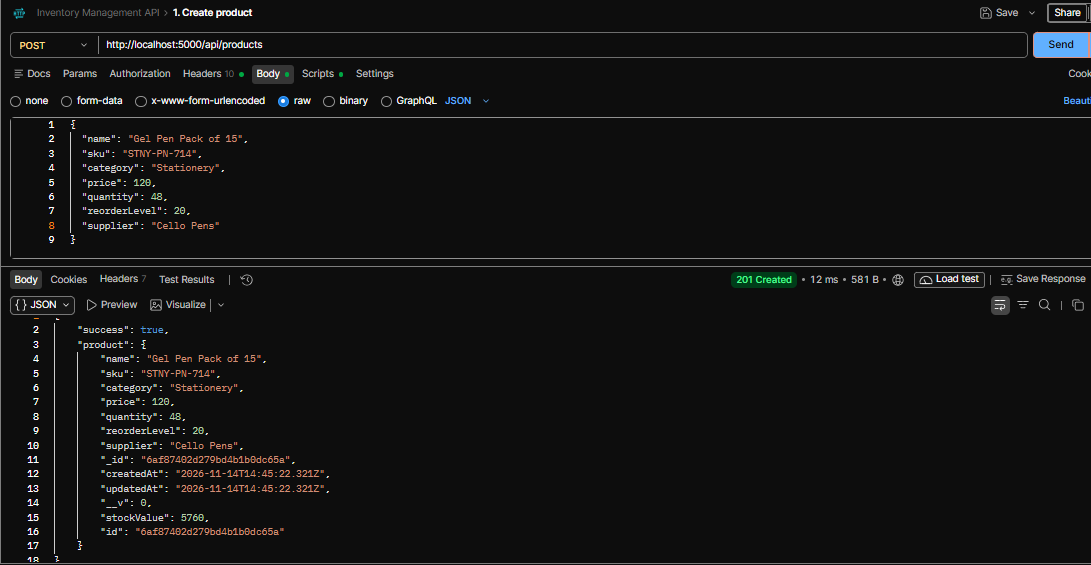 Inventory Management API > 1. Create product Save Share
POST http://localhost:5000/api/products Send
Docs Params Authorization Headers 10 Body Scripts Settings Cook
none form-data x-www-form-urlencoded raw binary GraphQL JSON Beauti
1 {
2 "name": "Gel Pen Pack of 15",
3 "sku": "STNY-PN-714",
4 "category": "Stationery",
5 "price": 120,
6 "quantity": 48,
7 "reorderLevel": 20,
8 "supplier": "Cello Pens"
9 }
Body Cookies Headers 7 Test Results 201 Created • 12 ms • 581 B • Load test e.g. Save Response
{} JSON Preview Visualize
2 "success": true,
3 "product": {
4 "name": "Gel Pen Pack of 15",
5 "sku": "STNY-PN-714",
6 "category": "Stationery",
7 "price": 120,
8 "quantity": 48,
9 "reorderLevel": 20,
10 "supplier": "Cello Pens",
11 "_id": "6af87402d279bd4b1b0dc65a",
12 "createdAt": "2026-11-14T14:45:22.321Z",
13 "updatedAt": "2026-11-14T14:45:22.321Z",
14 "__v": 0,
15 "stockValue": 5760,
16 "id": "6af87402d279bd4b1b0dc65a"
17 }
18 }